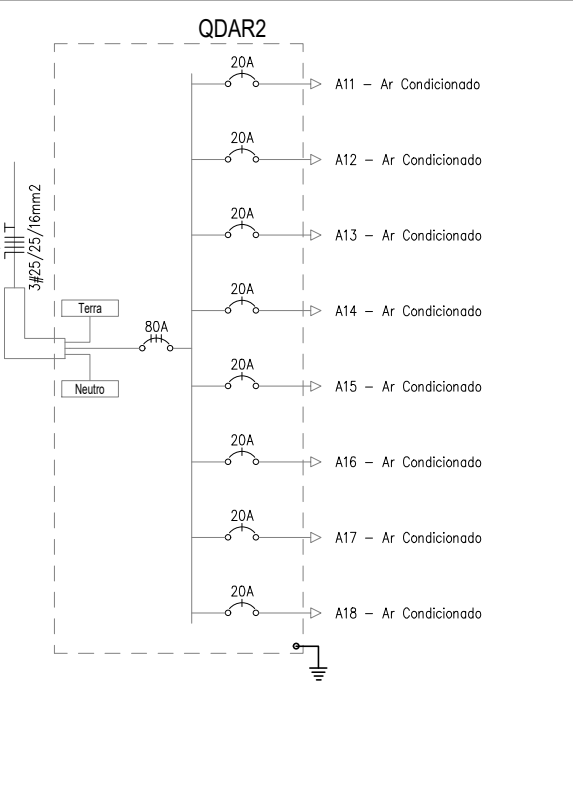 QDAR2
20A
A11 - Ar Condicionado
20A
A12 - Ar Condicionado
20A
A13 - Ar Condicionado
3#25/25/16mm2
20A
A14 - Ar Condicionado
Terra
80A
20A
A15 - Ar Condicionado
Neutro
20A
A16 - Ar Condicionado
20A
A17 - Ar Condicionado
20A
A18 - Ar Condicionado